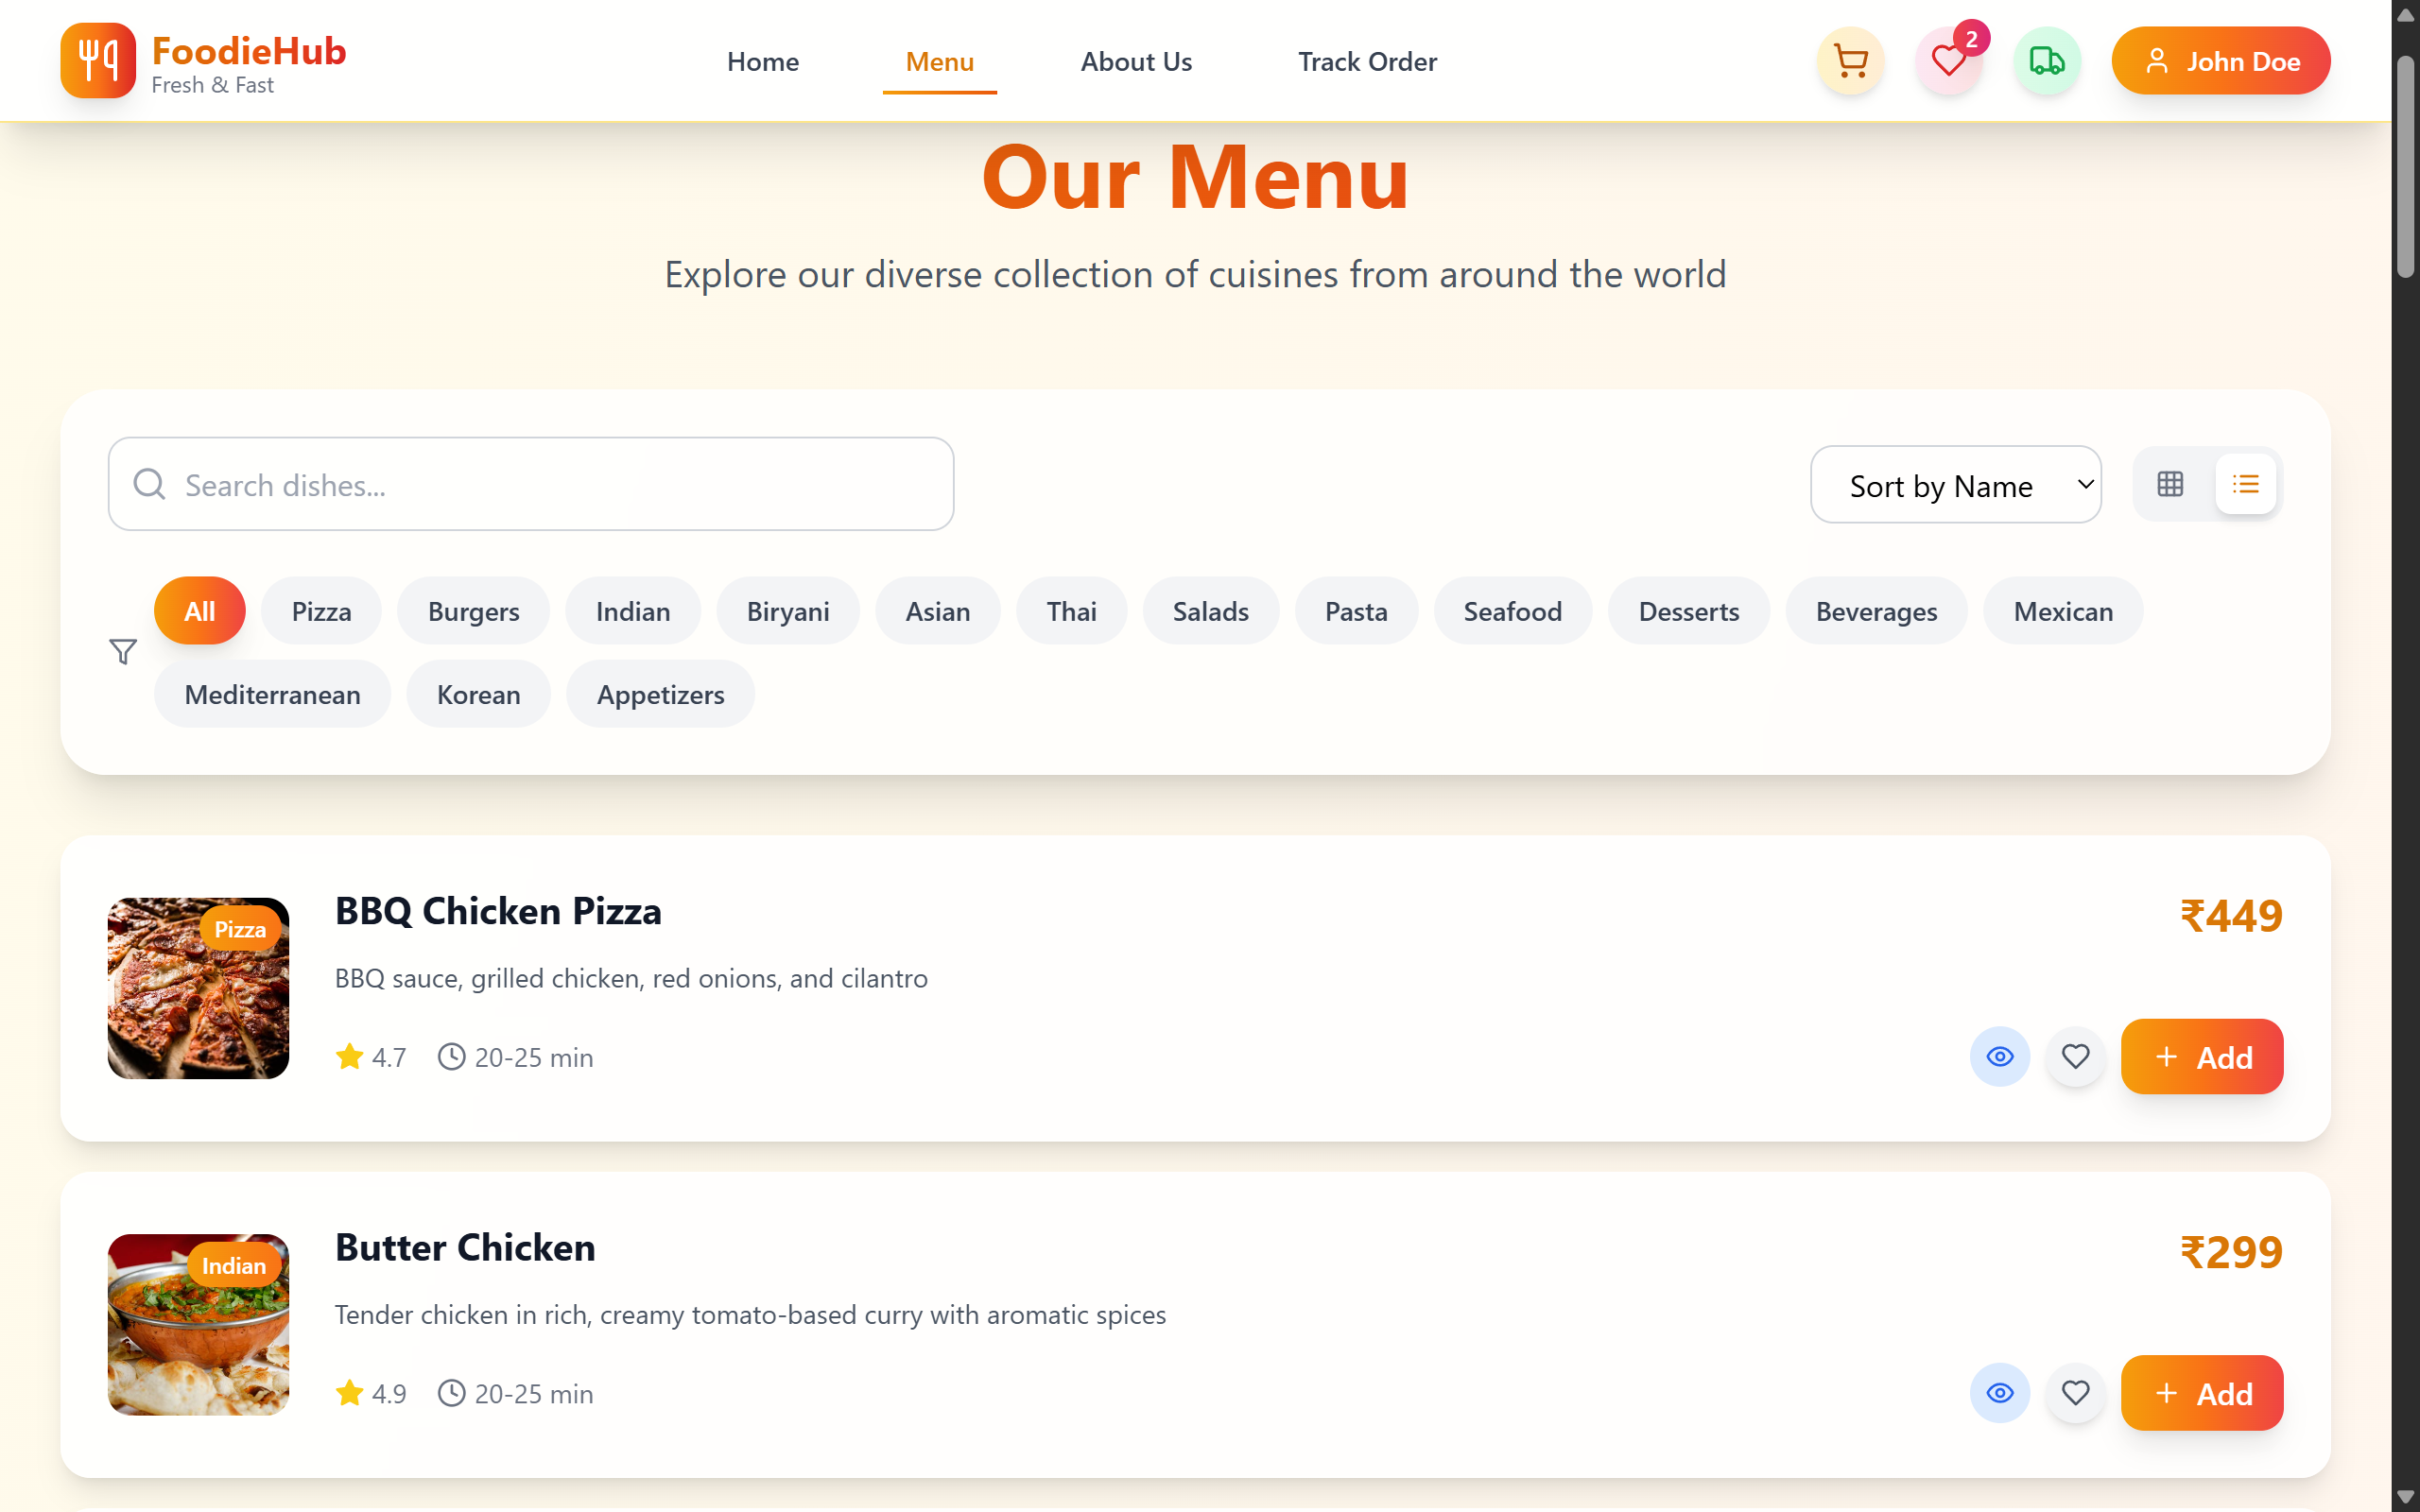 FoodieHub
Fresh & Fast
Home
Menu
About Us
Track Order
2
John Doe
Our Menu
Explore our diverse collection of cuisines from around the world
Search dishes...
Sort by Name
All
Pizza
Burgers
Indian
Biryani
Asian
Thai
Salads
Pasta
Seafood
Desserts
Beverages
Mexican
Mediterranean
Korean
Appetizers
Pizza
BBQ Chicken Pizza
₹449
BBQ sauce, grilled chicken, red onions, and cilantro
4.7
20-25 min
Add
Indian
Butter Chicken
₹299
Tender chicken in rich, creamy tomato-based curry with aromatic spices
4.9
20-25 min
Add